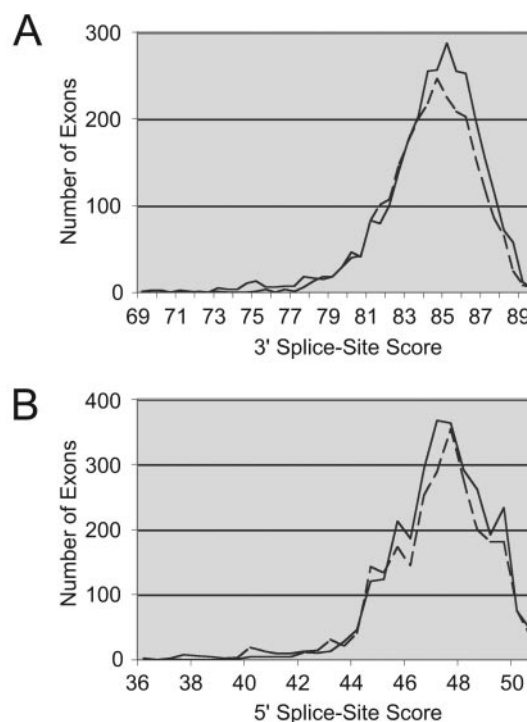 A
300
200
100
0
Number of Exons
69 71 73 75 77 79 81 83 85 87 89
3' Splice-Site Score
B
400
300
200
100
0
Number of Exons
36 38 40 42 44 46 48 50
5' Splice-Site Score